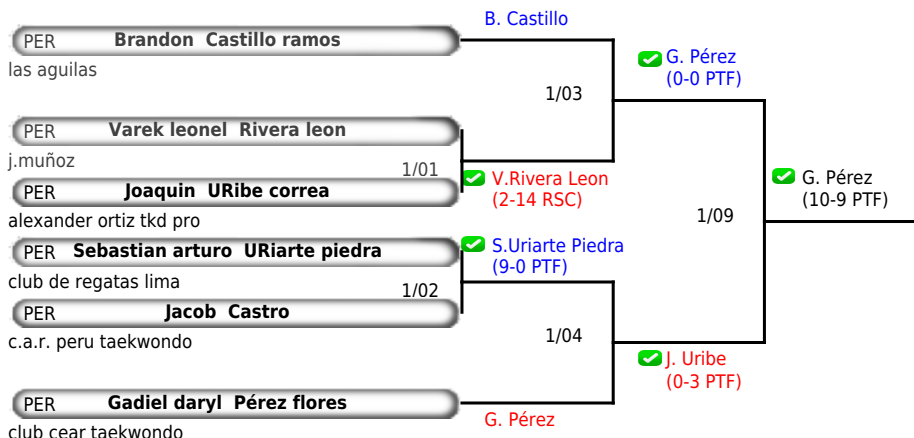 B. Castillo
PER Brandon Castillo ramos
las aguilas
G. Pérez
(0-0 PTF)
1/03
PER Varek leonel Rivera leon
j.muñoz
1/01
V.Rivera Leon
(2-14 RSC)
PER Joaquin URibe correa
alexander ortiz tkd pro
G. Pérez
(10-9 PTF)
1/09
PER Sebastian arturo URiarte piedra
club de regatas lima
S.Uriarte Piedra
(9-0 PTF)
1/02
PER Jacob Castro
c.a.r. peru taekwondo
1/04
J. Uribe
(0-3 PTF)
PER Gadiel daryl Pérez flores
club cear taekwondo
G. Pérez